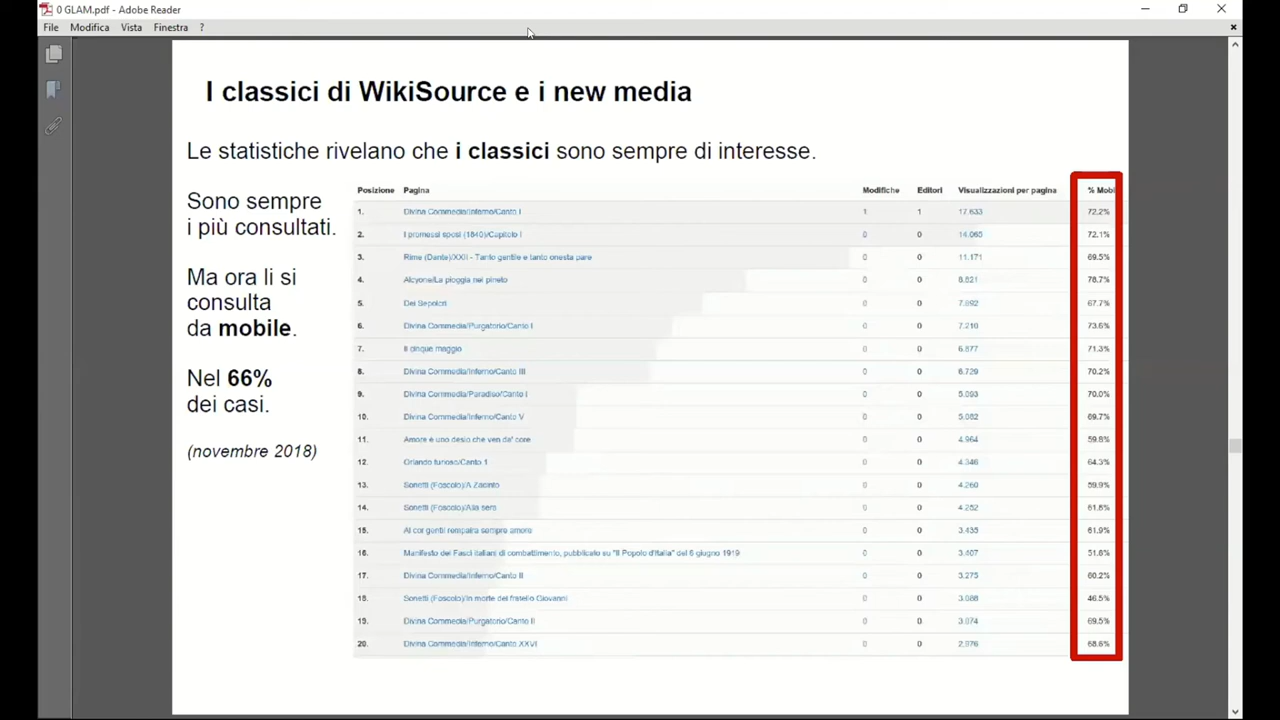 0 GLAM.pdf - Adobe Reader
File Modifica Vista Finestra ?
I classici di WikiSource e i new media
Le statistiche rivelano che i classici sono sempre di interesse.
Sono sempre
i più consultati.
Ma ora li si
consulta
da mobile.
Nel 66%
dei casi.
(novembre 2018)
Posizione Pagina Modifiche Editori Visualizzazioni per pagina % Mobi
1. Divina Commedia/Inferno/Canto I 1 1 17.633 72.2%
2. I promessi sposi (1840)/Capitolo I 0 0 14.065 72.1%
3. Rime (Dante)/XXII - Tanto gentile e tanto onesta pare 0 0 11.171 69.5%
4. Alcyone/La pioggia nel pineto 0 0 8.821 78.7%
5. Dei Sepolcri 0 0 7.892 67.7%
6. Divina Commedia/Purgatorio/Canto I 0 0 7.210 73.6%
7. Il cinque maggio 0 0 6.877 71.3%
8. Divina Commedia/Inferno/Canto III 0 0 6.729 70.2%
9. Divina Commedia/Paradiso/Canto I 0 0 5.093 70.0%
10. Divina Commedia/Inferno/Canto V 0 0 5.082 69.7%
11. Amore è uno desio che ven da' core 0 0 4.964 59.8%
12. Orlando furioso/Canto 1 0 0 4.346 64.3%
13. Sonetti (Foscolo)/A Zacinto 0 0 4.260 59.9%
14. Sonetti (Foscolo)/Alla sera 0 0 4.252 61.8%
15. Al cor gentil rempaira sempre amore 0 0 3.435 61.9%
16. Manifesto dei Fasci italiani di combattimento, pubblicato su "Il Popolo d'Italia" del 6 giugno 1919 0 0 3.407 51.6%
17. Divina Commedia/Inferno/Canto II 0 0 3.275 60.2%
18. Sonetti (Foscolo)/In morte del fratello Giovanni 0 0 3.088 46.5%
19. Divina Commedia/Purgatorio/Canto II 0 0 3.074 69.5%
20. Divina Commedia/Inferno/Canto XXVI 0 0 2.976 68.6%